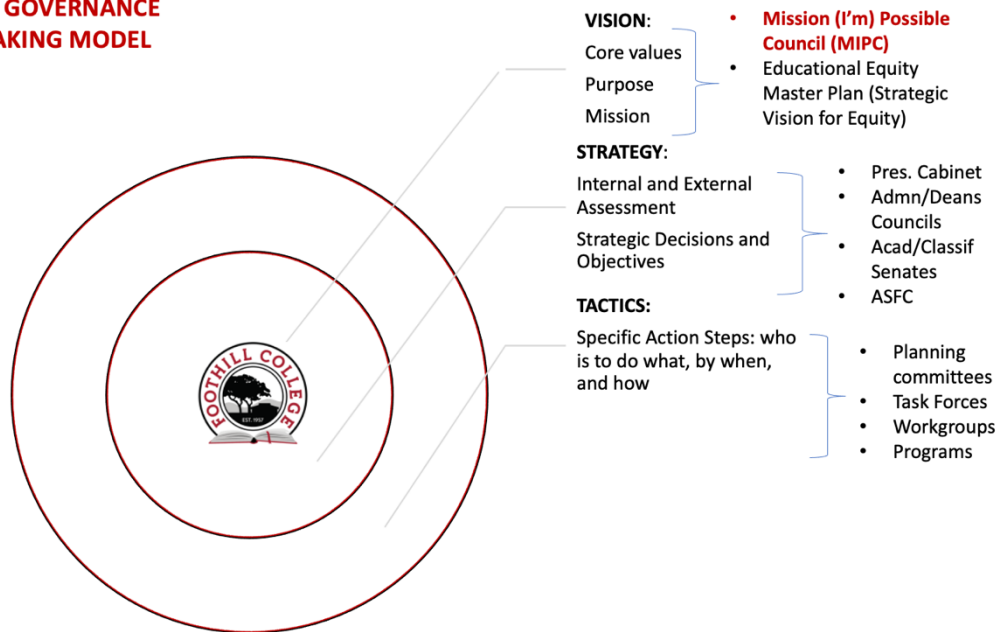 GOVERNANCE
AKING MODEL
VISION:
Core values
Purpose
Mission
• Mission (I’m) Possible
Council (MIPC)
• Educational Equity
Master Plan (Strategic
Vision for Equity)
STRATEGY:
Internal and External
Assessment
Strategic Decisions and
Objectives
• Pres. Cabinet
• Admn/Deans
Councils
• Acad/Classif
Senates
• ASFC
TACTICS:
Specific Action Steps: who
is to do what, by when,
and how
• Planning
committees
• Task Forces
• Workgroups
• Programs
FOOTHILL COLLEGE
EST. 1957